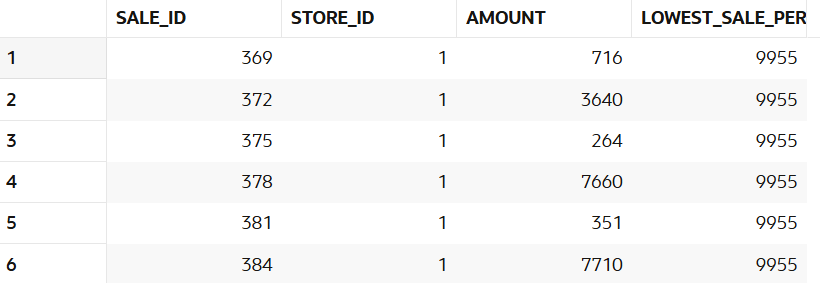 SALE_ID STORE_ID AMOUNT LOWEST_SALE_PER
1 369 1 716 9955
2 372 1 3640 9955
3 375 1 264 9955
4 378 1 7660 9955
5 381 1 351 9955
6 384 1 7710 9955